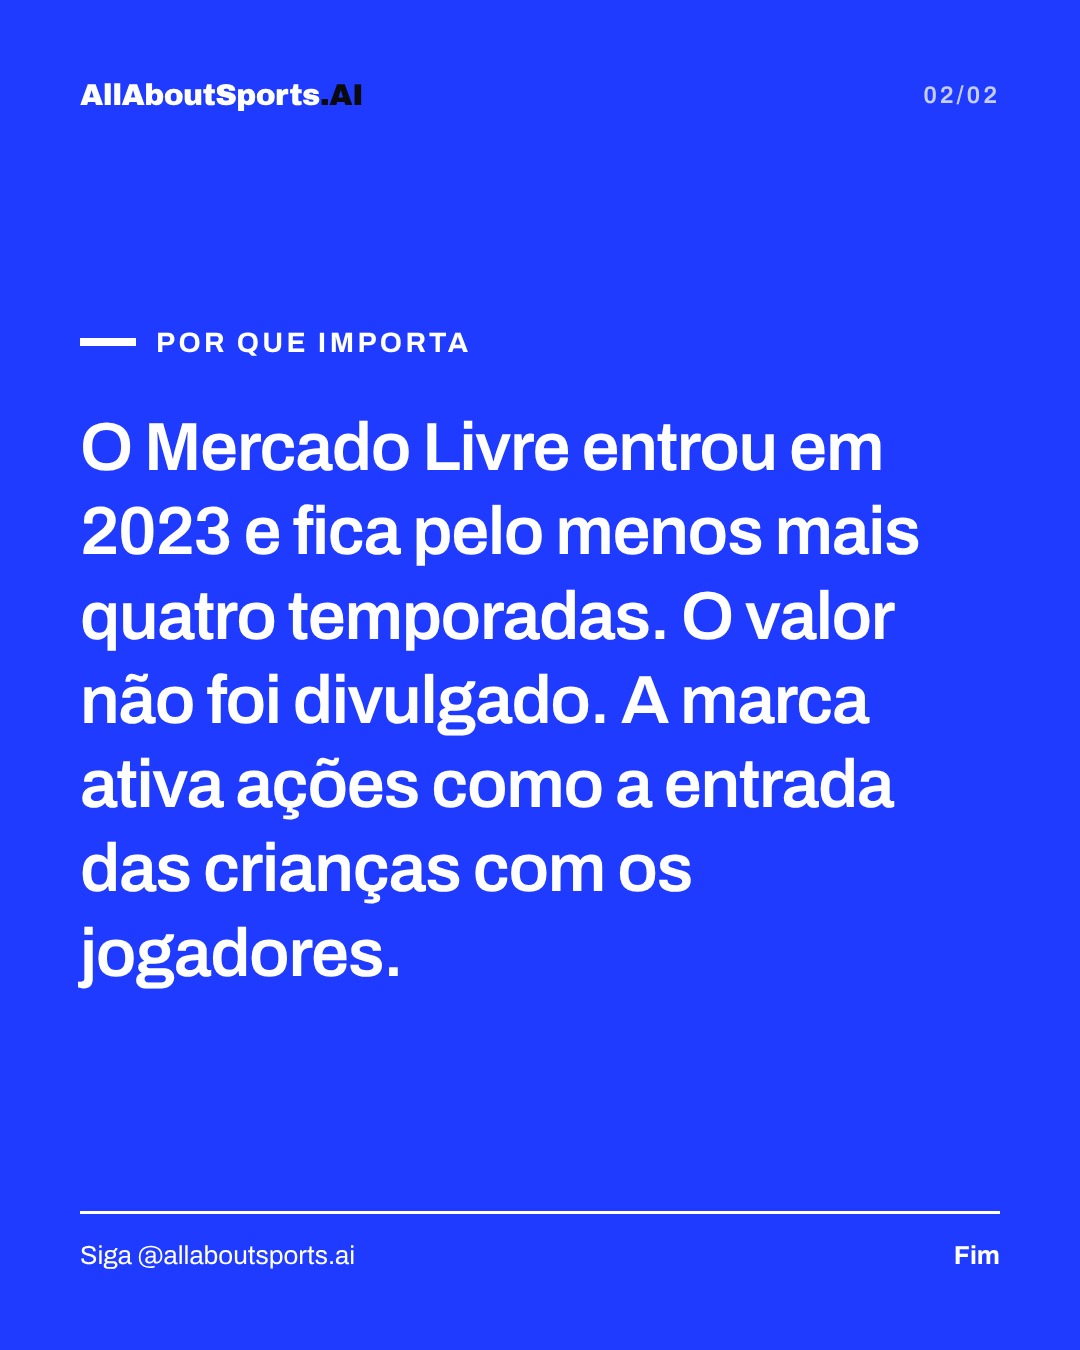 AllAboutSports.AI
02/02
POR QUE IMPORTA
O Mercado Livre entrou em
2023 e fica pelo menos mais
quatro temporadas. O valor
não foi divulgado. A marca
ativa ações como a entrada
das crianças com os
jogadores.
Siga @allaboutsports.ai
Fim